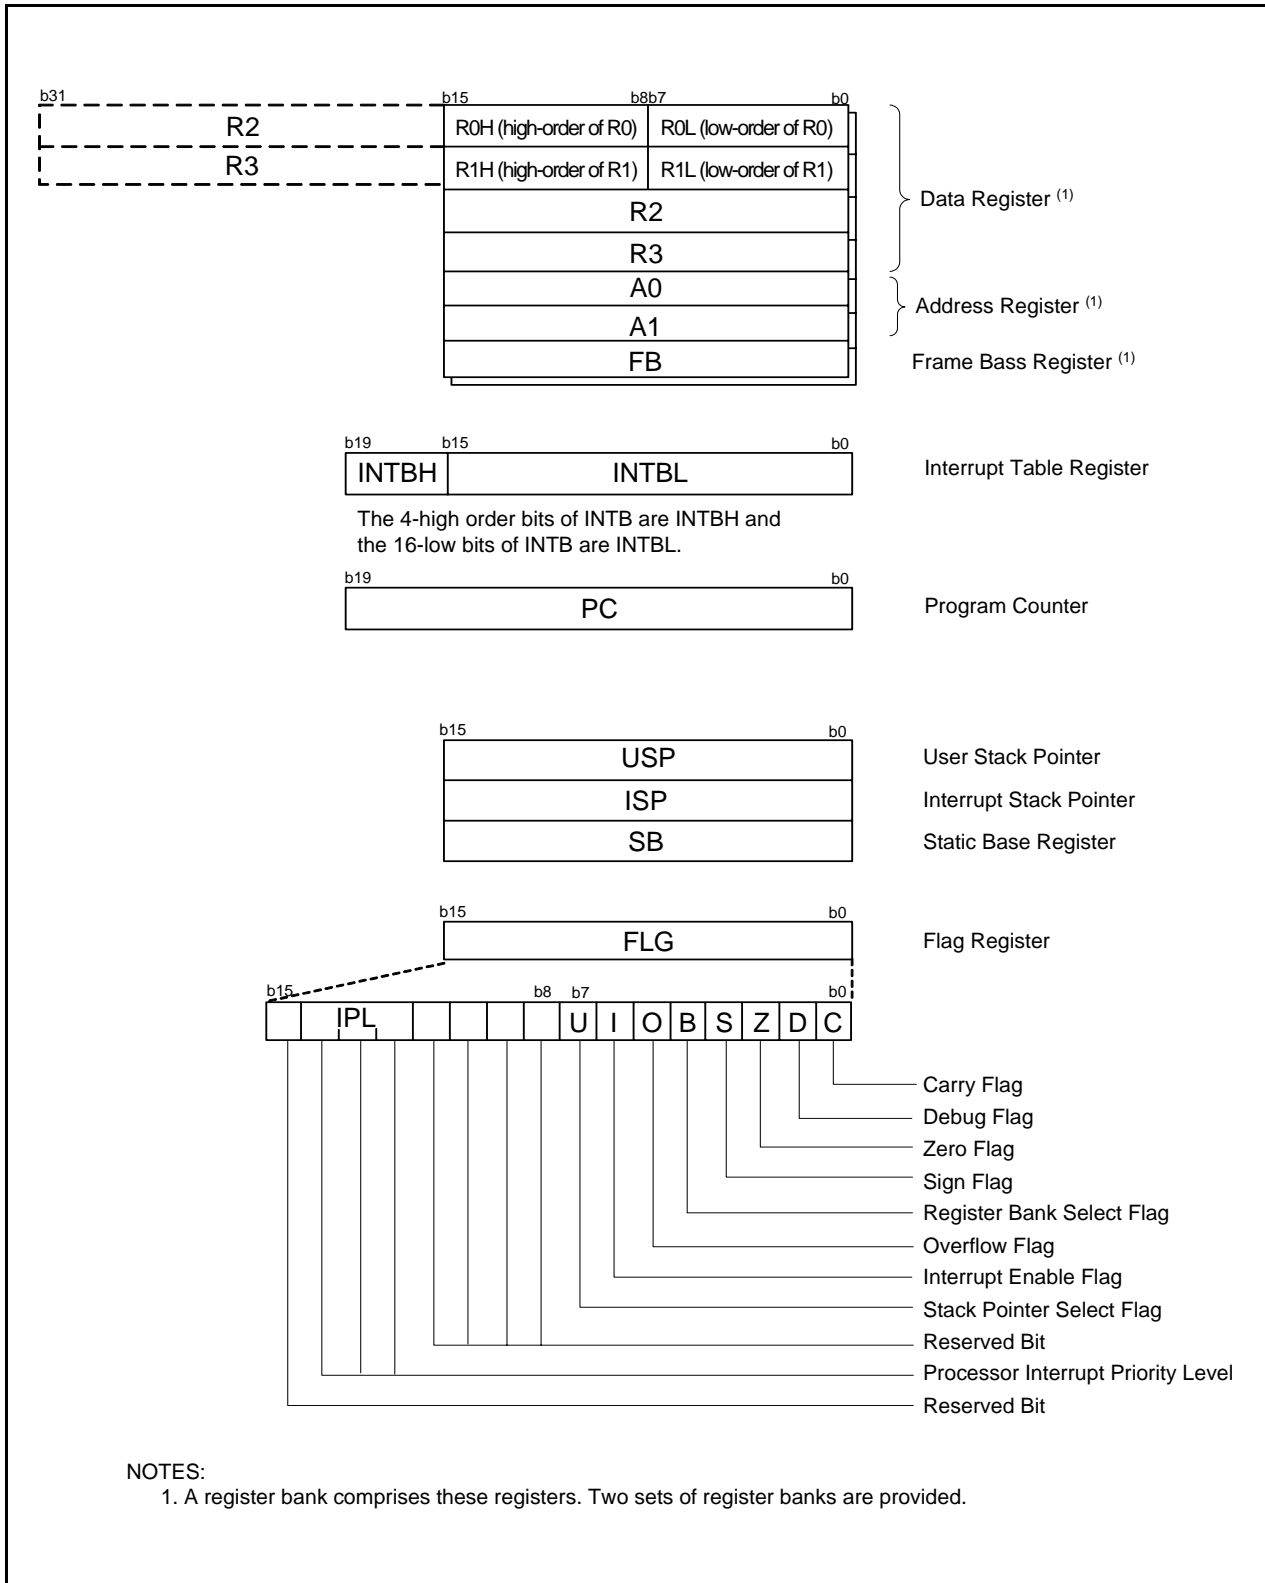 b31 b15 b8b7 b0
R2 R0H (high-order of R0) R0L (low-order of R0)
R3 R1H (high-order of R1) R1L (low-order of R1)
R2
Data Register (1)
R3
A0
Address Register (1)
A1
FB Frame Bass Register (1)
b19 b15 b0
INTBH INTBL Interrupt Table Register
The 4-high order bits of INTB are INTBH and
the 16-low bits of INTB are INTBL.
b19 b0
PC Program Counter
b15 b0
USP User Stack Pointer
ISP Interrupt Stack Pointer
SB Static Base Register
b15 b0
FLG Flag Register
b15 b8 b7 b0
IPL U I O B S Z D C
Carry Flag
Debug Flag
Zero Flag
Sign Flag
Register Bank Select Flag
Overflow Flag
Interrupt Enable Flag
Stack Pointer Select Flag
Reserved Bit
Processor Interrupt Priority Level
Reserved Bit
NOTES:
1. A register bank comprises these registers. Two sets of register banks are provided.